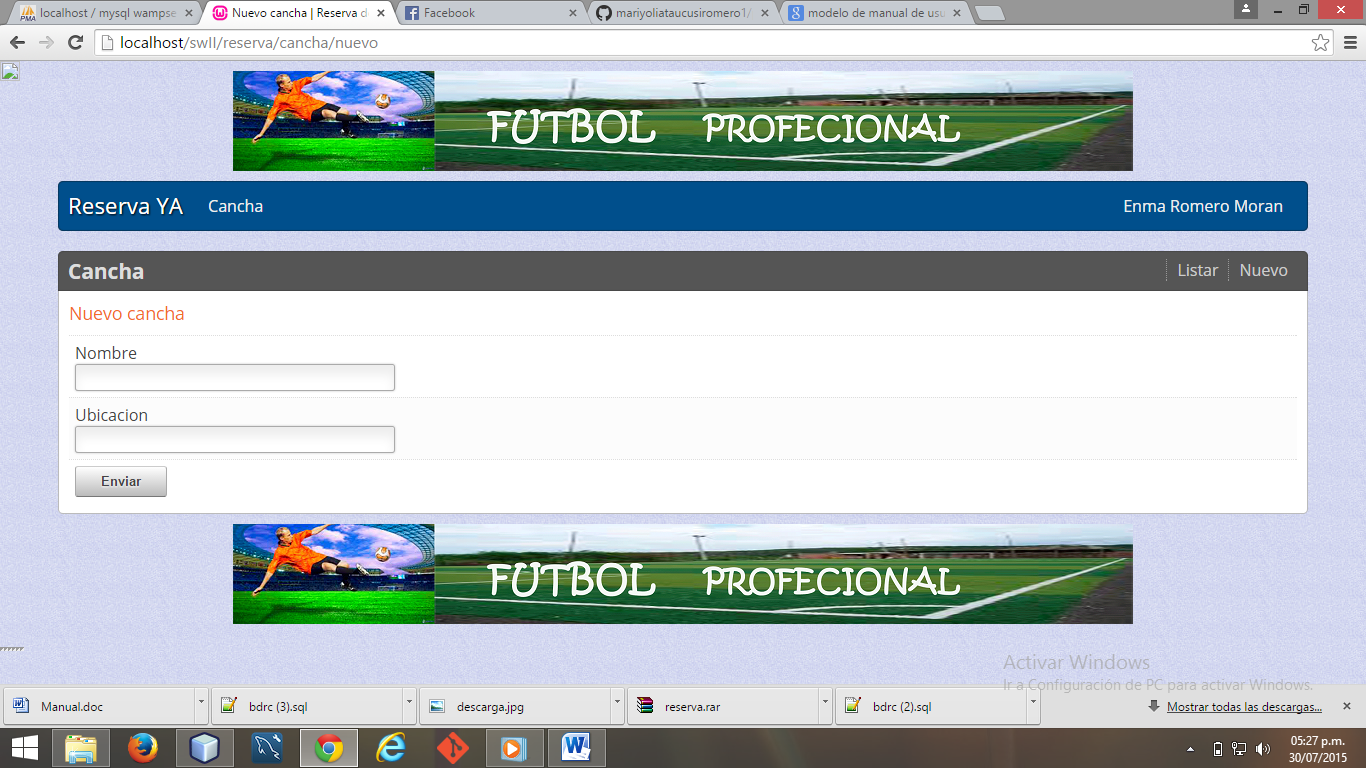 localhost / mysql wampse
Nuevo cancha | Reserva d
Facebook
mariyoliataucusiromero1/
modelo de manual de usu
localhost/swll/reserva/cancha/nuevo
FUTBOL PROFECIONAL
Reserva YA Cancha Enma Romero Moran
Cancha Listar Nuevo
Nuevo cancha
Nombre
Ubicacion
Enviar
FUTBOL PROFECIONAL
Activar Windows
Ir a Configuración de PC para activar Windows.
Manual.doc
bdrc (3).sql
descarga.jpg
reserva.rar
bdrc (2).sql
Mostrar todas las descargas...
05:27 p.m.
30/07/2015